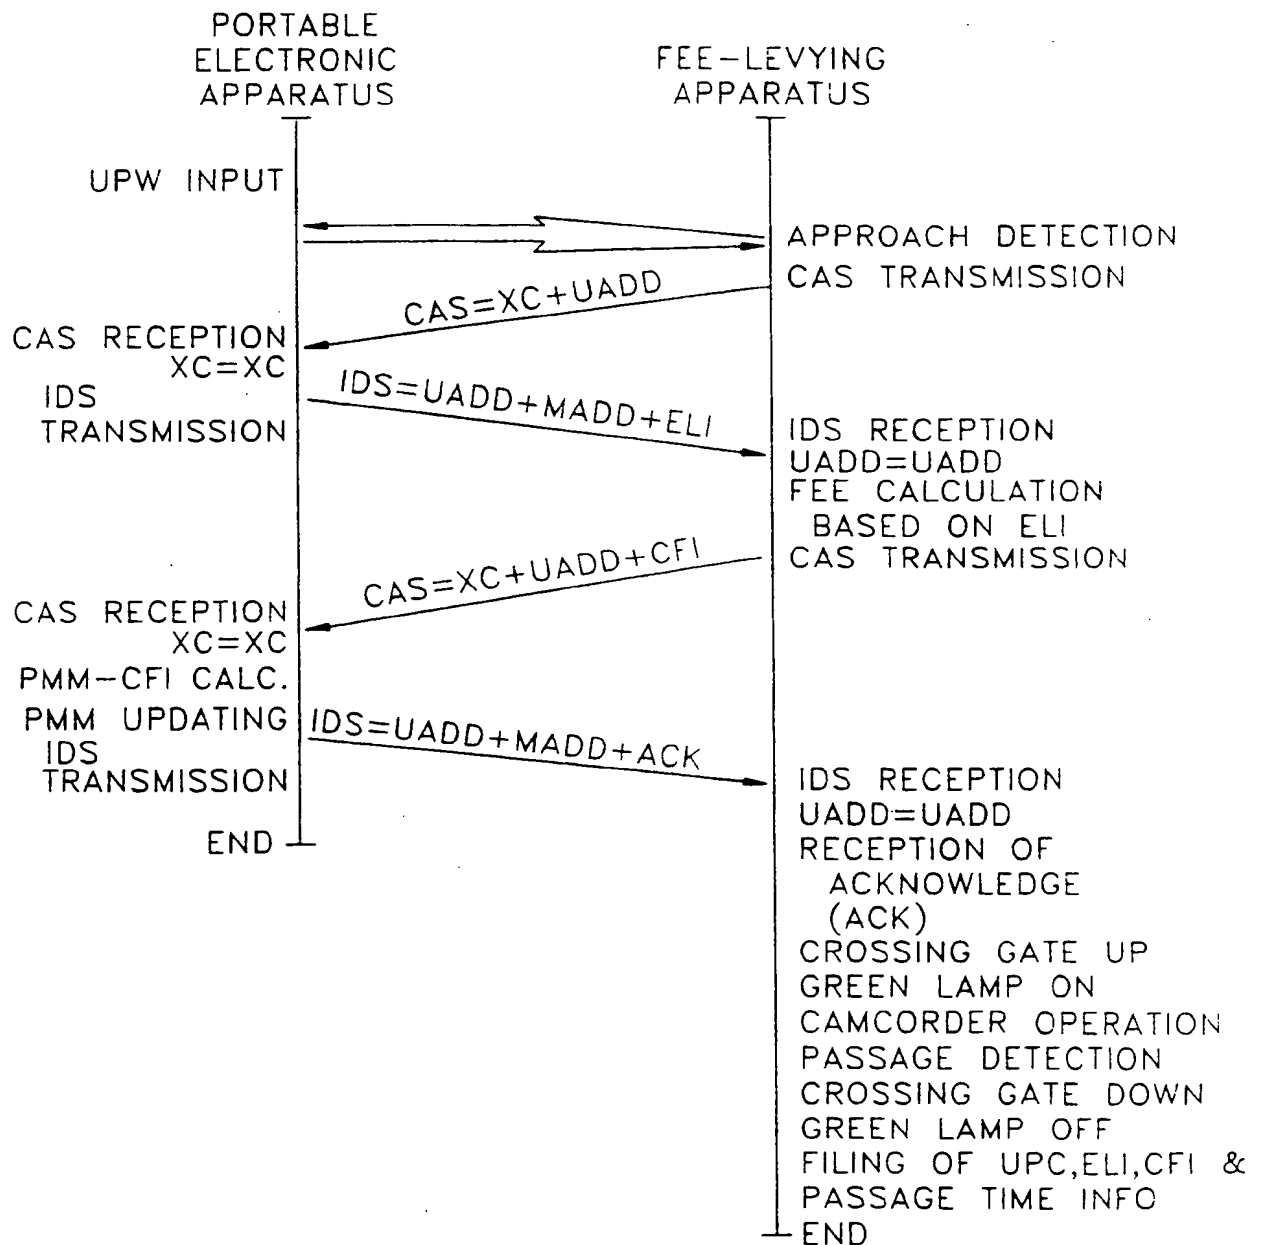 PORTABLE
ELECTRONIC
APPARATUS
FEE-LEVYING
APPARATUS
UPW INPUT
APPROACH DETECTION
CAS TRANSMISSION
CAS=XC+UADD
CAS RECEPTION
XC=XC
IDS
TRANSMISSION
IDS=UADD+MADD+ELI
IDS RECEPTION
UADD=UADD
FEE CALCULATION
BASED ON ELI
CAS TRANSMISSION
CAS=XC+UADD+CFI
CAS RECEPTION
XC=XC
PMM-CFI CALC.
PMM UPDATING
IDS
TRANSMISSION
IDS=UADD+MADD+ACK
END
IDS RECEPTION
UADD=UADD
RECEPTION OF
ACKNOWLEDGE
(ACK)
CROSSING GATE UP
GREEN LAMP ON
CAMCORDER OPERATION
PASSAGE DETECTION
CROSSING GATE DOWN
GREEN LAMP OFF
FILING OF UPC,ELI,CFI &
PASSAGE TIME INFO
END